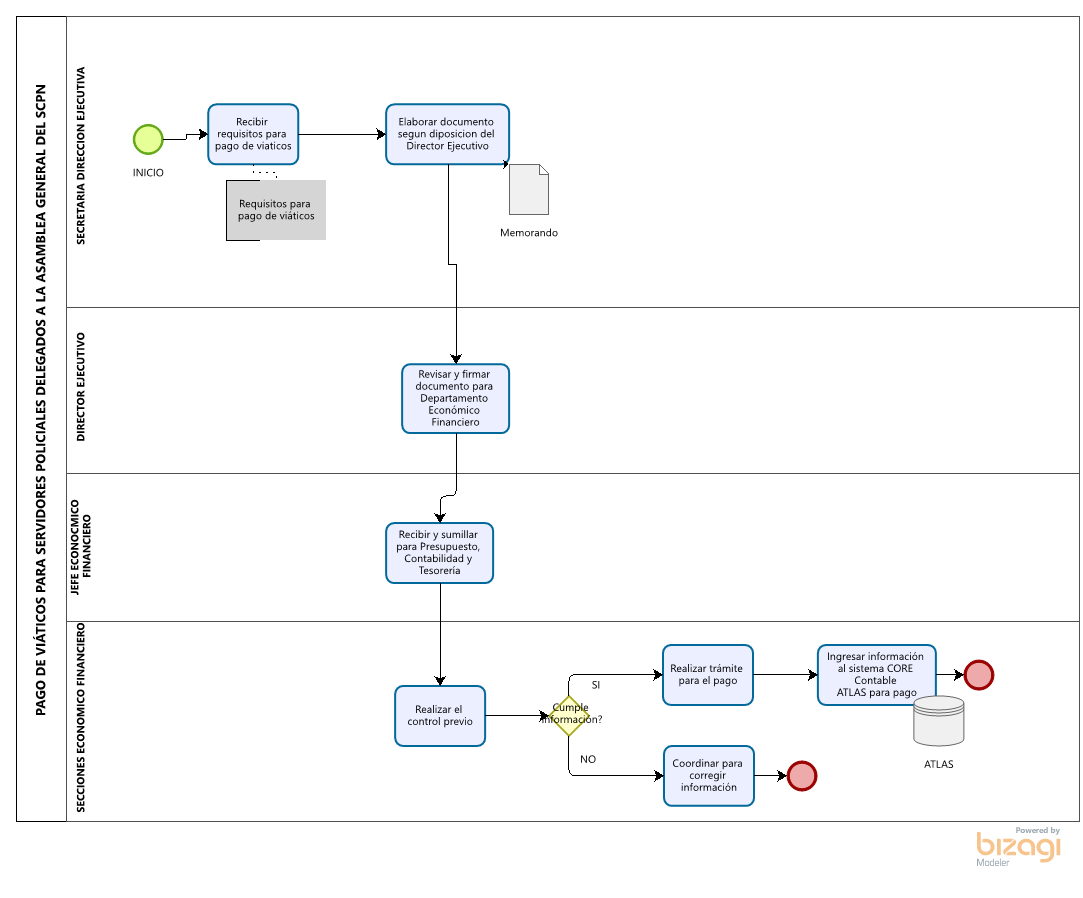 PAGO DE VIÁTICOS PARA SERVIDORES POLICIALES DELEGADOS A LA ASAMBLEA GENERAL DEL SCPN
SECRETARIA DIRECCION EJECUTIVA
INICIO
Recibir
requisitos para
pago de viaticos
Requisitos para
pago de viáticos
Elaborar documento
segun diposicion del
Director Ejecutivo
Memorando
DIRECTOR EJECUTIVO
Revisar y firmar
documento para
Departamento
Económico
Financiero
JEFE ECONOCMICO
FINANCIERO
Recibir y sumillar
para Presupuesto,
Contabilidad y
Tesorería
SECCIONES ECONOMICO FINANCIERO
Realizar el
control previo
Cumple
información?
SI
Realizar trámite
para el pago
Ingresar información
al sistema CORE
Contable
ATLAS para pago
ATLAS
NO
Coordinar para
corregir
información
Powered by
bizagi
Modeler